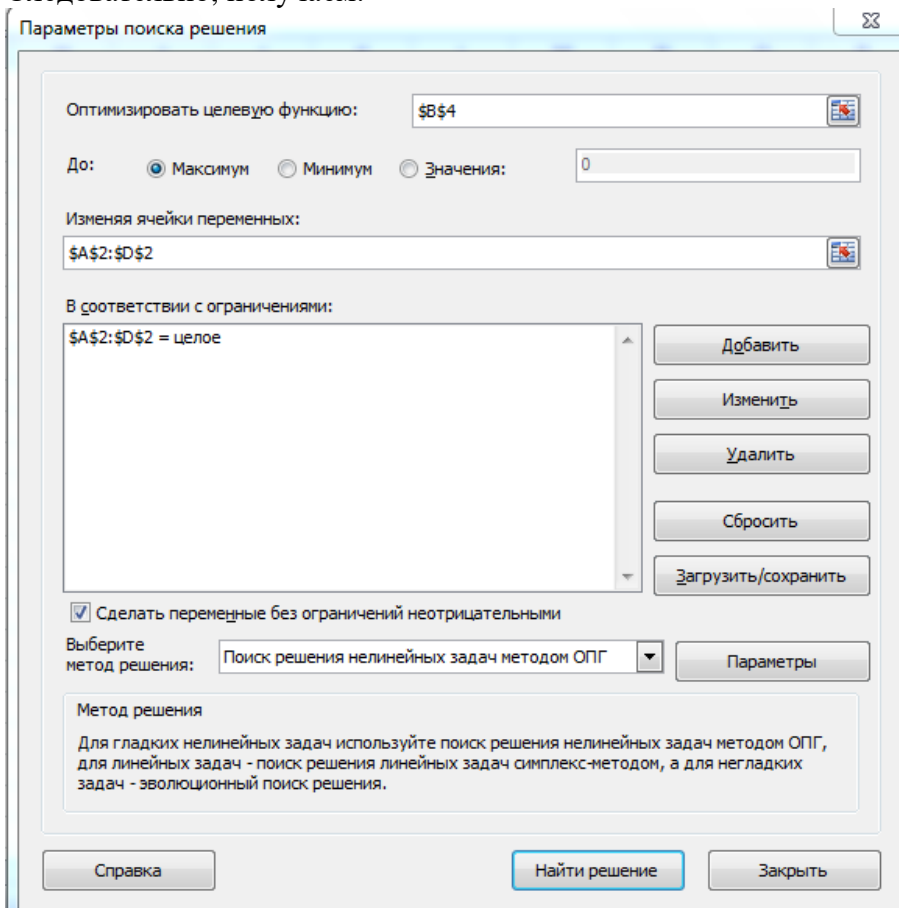 Следовательно, получаем:
Параметры поиска решения
Оптимизировать целевую функцию: $B$4
До: Максимум Минимум Значения: 0
Изменяя ячейки переменных:
$A$2:$D$2
В соответствии с ограничениями:
$A$2:$D$2 = целое
Добавить
Изменить
Удалить
Сбросить
Загрузить/сохранить
Сделать переменные без ограничений неотрицательными
Выберите
метод решения: Поиск решения нелинейных задач методом ОПГ Параметры
Метод решения
Для гладких нелинейных задач используйте поиск решения нелинейных задач методом ОПГ,
для линейных задач - поиск решения линейных задач симплекс-методом, а для негладких
задач - эволюционный поиск решения.
Справка Найти решение Закрыть